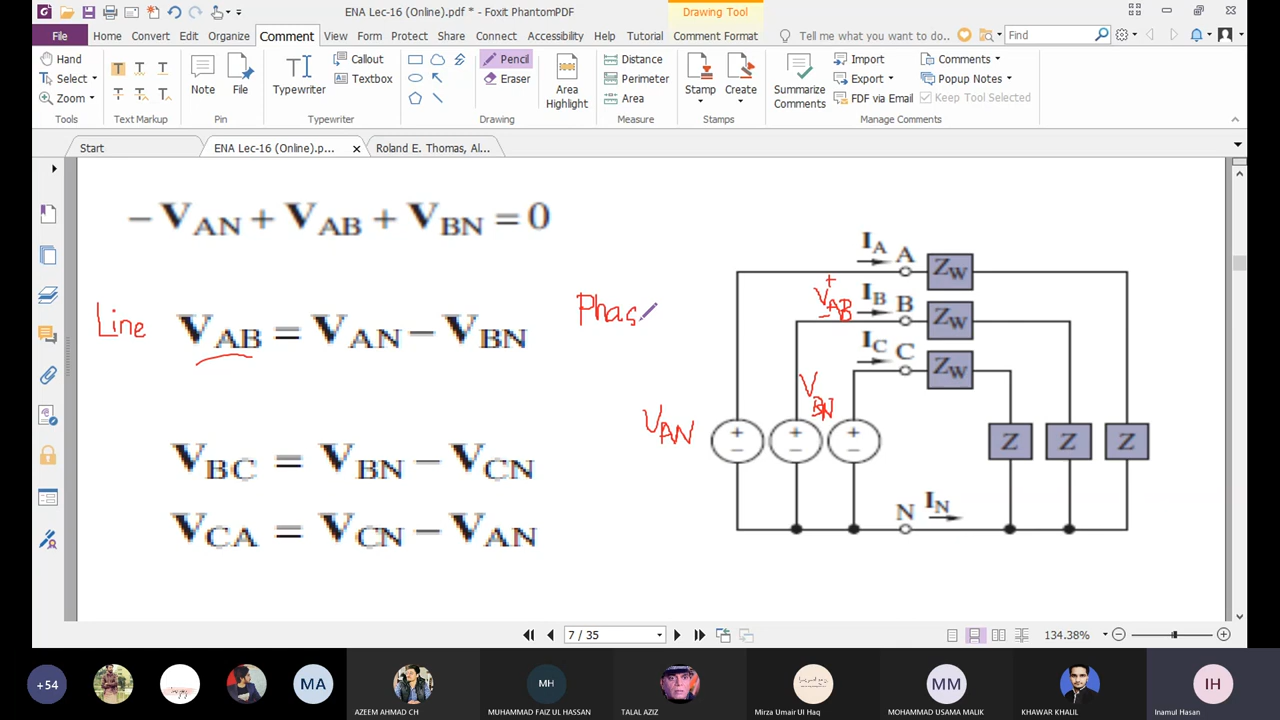 ENA Lec-16 (Online).pdf * - Foxit PhantomPDF
Drawing Tool
File Home Convert Edit Organize Comment View Form Protect Share Connect Accessibility Help Tutorial Comment Format Tell me what you want to do.. Find
Hand
Select
Zoom
Tools
Text Markup
Note
File
Pin
Typewriter
Callout
Textbox
Typewriter
Pencil
Eraser
Drawing
Area Highlight
Distance
Perimeter
Area
Measure
Stamp
Create
Stamps
Summarize Comments
Import
Export
FDF via Email
Comments
Popup Notes
Keep Tool Selected
Manage Comments
Start ENA Lec-16 (Online).p... Roland E. Thomas, Al...
− V_AN + V_AB + V_BN = 0
Line V_AB = V_AN − V_BN
Phas
V_BC = V_BN − V_CN
V_CA = V_CN − V_AN
I_A A Z_W
+
V_AB
−
I_B B Z_W
I_C C Z_W
V_AN
V_BN
+ + +
− − −
Z Z Z
N I_N
7 / 35
134.38%
+54 MA
AZEEM AHMAD CH
MH
MUHAMMAD FAIZ UL HASSAN
TALAL AZIZ
Mirza Umair Ul Haq
MM
MOHAMMAD USAMA MALIK
KHAWAR KHALIL
IH
Inamul Hasan